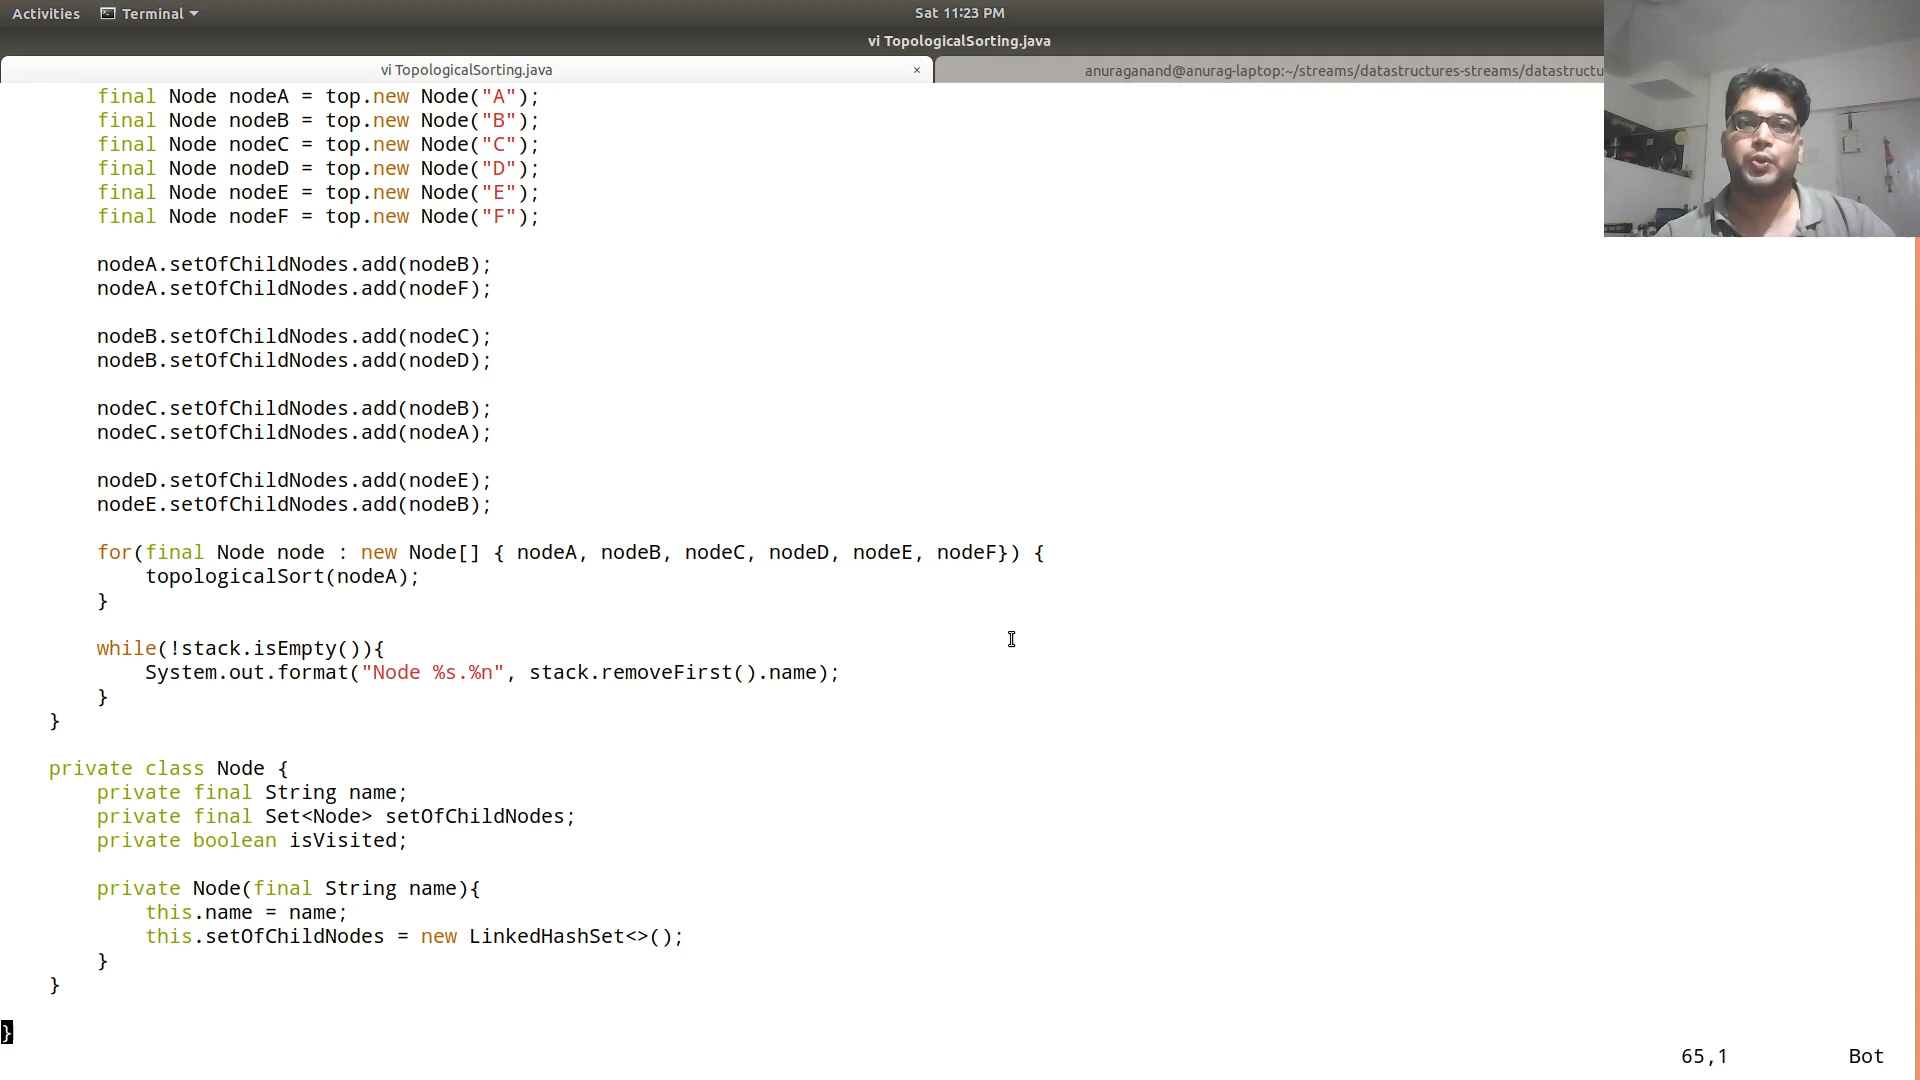 Activities Terminal Sat 11:23 PM
vi TopologicalSorting.java
vi TopologicalSorting.java × anuraganand@anurag-laptop:~/streams/datastructures-streams/datastructu
final Node nodeA = top.new Node("A");
final Node nodeB = top.new Node("B");
final Node nodeC = top.new Node("C");
final Node nodeD = top.new Node("D");
final Node nodeE = top.new Node("E");
final Node nodeF = top.new Node("F");
nodeA.setOfChildNodes.add(nodeB);
nodeA.setOfChildNodes.add(nodeF);
nodeB.setOfChildNodes.add(nodeC);
nodeB.setOfChildNodes.add(nodeD);
nodeC.setOfChildNodes.add(nodeB);
nodeC.setOfChildNodes.add(nodeA);
nodeD.setOfChildNodes.add(nodeE);
nodeE.setOfChildNodes.add(nodeB);
for(final Node node : new Node[] { nodeA, nodeB, nodeC, nodeD, nodeE, nodeF}) {
topologicalSort(nodeA);
}
while(!stack.isEmpty()){
System.out.format("Node %s.%n", stack.removeFirst().name);
}
}
private class Node {
private final String name;
private final Set<Node> setOfChildNodes;
private boolean isVisited;
private Node(final String name){
this.name = name;
this.setOfChildNodes = new LinkedHashSet<>();
}
}
}
65,1 Bot